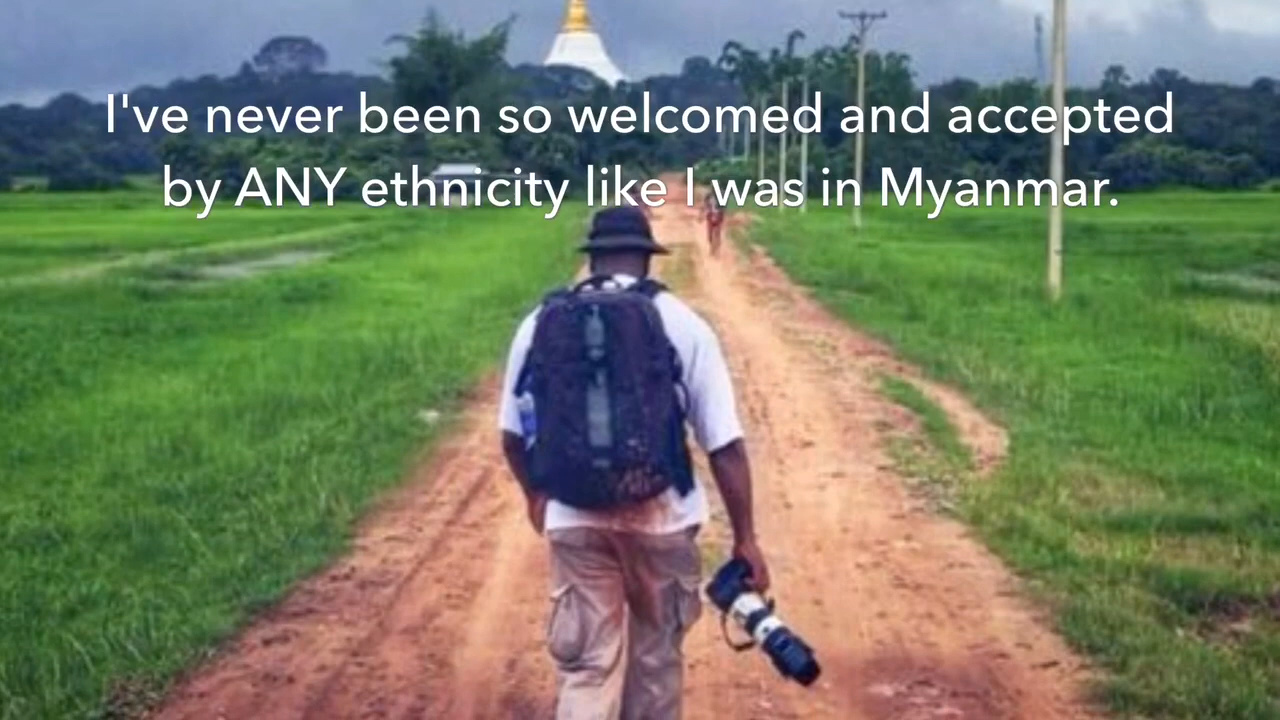 I've never been so welcomed and accepted
by ANY ethnicity like I was in Myanmar.